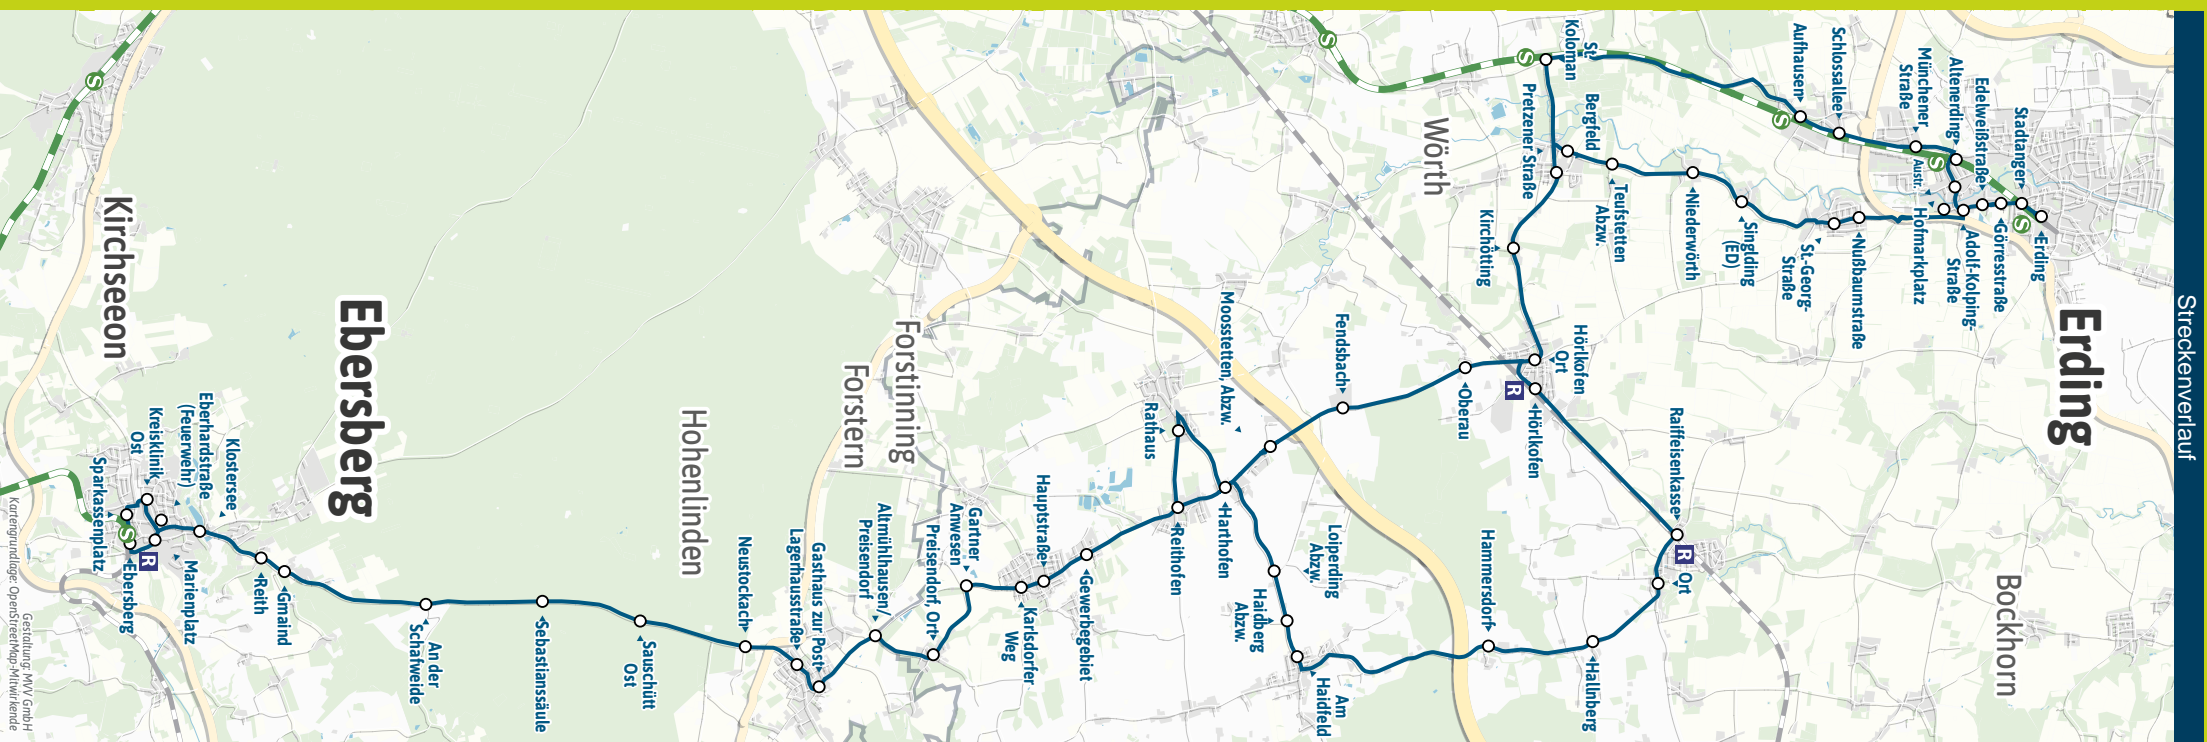 Streckenverlauf
Erding
Erding
Stadtanger
Görresstraße
Edelweißstraße
Adolf-Kolping-
Straße
Altenerding
Hofmarkplatz
Austr.
Münchener
Straße
Schlossallee
Aufhausen
Nußbaumstraße
St.-Georg-
Straße
Singlding
(ED)
Niederwörth
Teufstetten
Abzw.
Bergfeld
St.
Koloman
Pretzener Straße
Kirchötting
Wörth
Bockhorn
Hörlkofen
Ort
Hörlkofen
R
Raiffeisenkasse
R
Ort
Hallnberg
Hammersdorf
Am
Haidfeld
Haidberg
Abzw.
Loiperding
Abzw.
Oberau
Fendsbach
Moosstetten, Abzw.
Harthofen
Rathaus
Reithofen
Gewerbegebiet
Hauptstraße
Karlsdorfer
Weg
Gartner
Anwesen
Preisendorf, Ort
Altmühlhausen/
Preisendorf
Gasthaus zur Post
Lagerhausstraße
Neustockach
Forstinning
Forstern
Hohenlinden
Sauschütt
Ost
Sebastianssäule
An der
Schafweide
Ebersberg
Gmaind
Reith
Klostersee
Eberhardstraße
(Feuerwehr)
Marienplatz
Kreisklinik
Ost
R
Ebersberg
Sparkassenplatz
Kirchseeon
S
S
S
S
S
S
S
Gestaltung: MVV GmbH
Kartengrundlage: OpenStreetMap-Mitwirkende